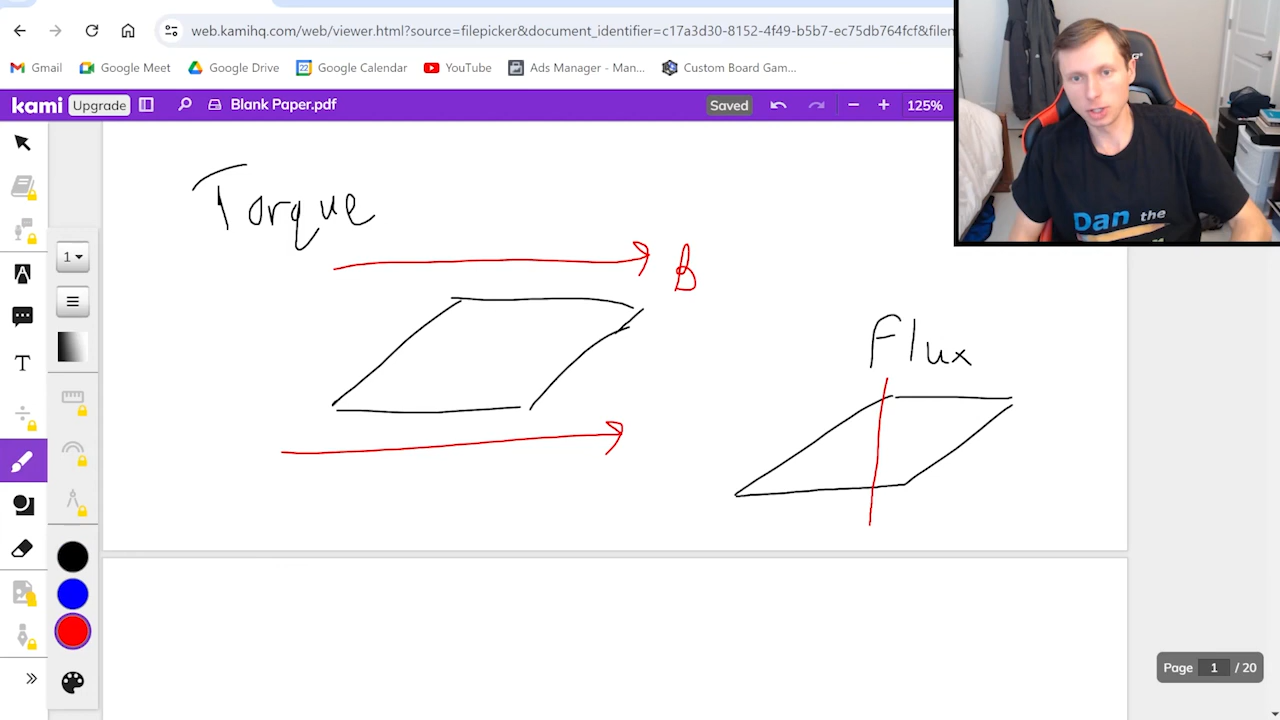 web.kamihq.com/web/viewer.html?source=filepicker&document_identifier=c17a3d30-8152-4f49-b5b7-ec75db764fcf&filen
Gmail Google Meet Google Drive 22 Google Calendar YouTube Ads Manager - Man... Custom Board Gam...
kami Upgrade Blank Paper.pdf Saved 125%
Torque
B
Flux
1
A
T
Dan the
Page 1 / 20